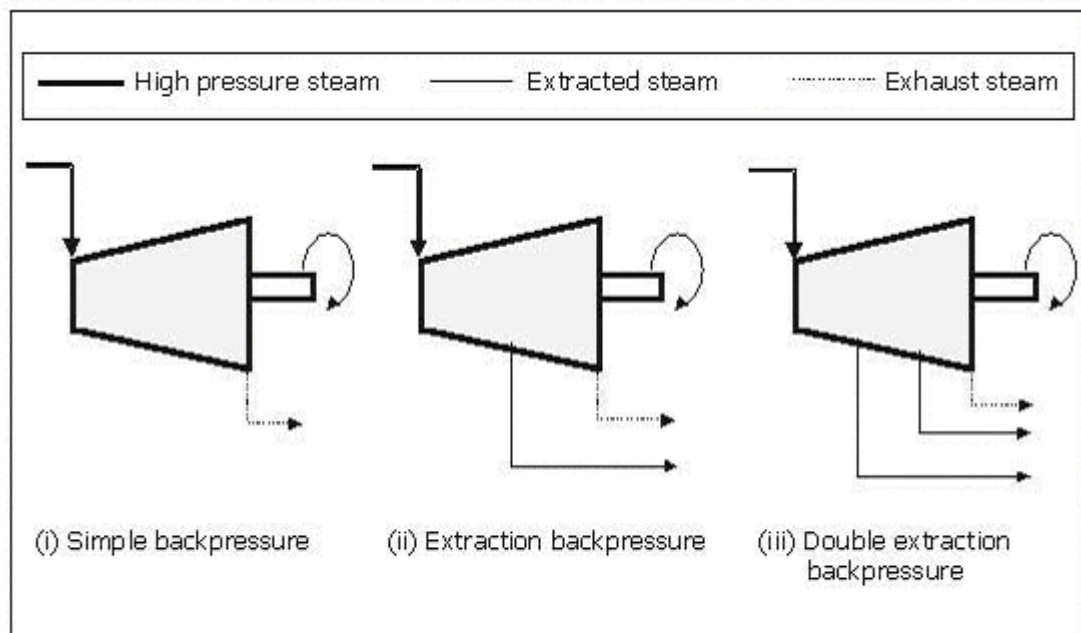 High pressure steam Extracted steam Exhaust steam
(i) Simple backpressure
(ii) Extraction backpressure
(iii) Double extraction
backpressure